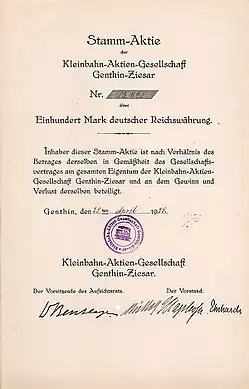 Stamm-Aktie
der
Kleinbahn-Aktien-Gesellschaft
Genthin-Ziesar
Nr.
über
Einhundert Mark deutscher Reichswährung.
Inhaber dieser Stamm-Aktie ist nach Verhältnis des
Betrages derselben in Gemäßheit des Gesellschafts-
vertrages am gesamten Eigentum der Kleinbahn-Aktien-
Gesellschaft Genthin-Ziesar und an dem Gewinn und
Verlust derselben beteiligt.
Genthin, den April
Kleinbahn-Aktien-Gesellschaft
Genthin-Ziesar.
Der Vorsitzende des Aufsichtsrats.
Der Vorstand.